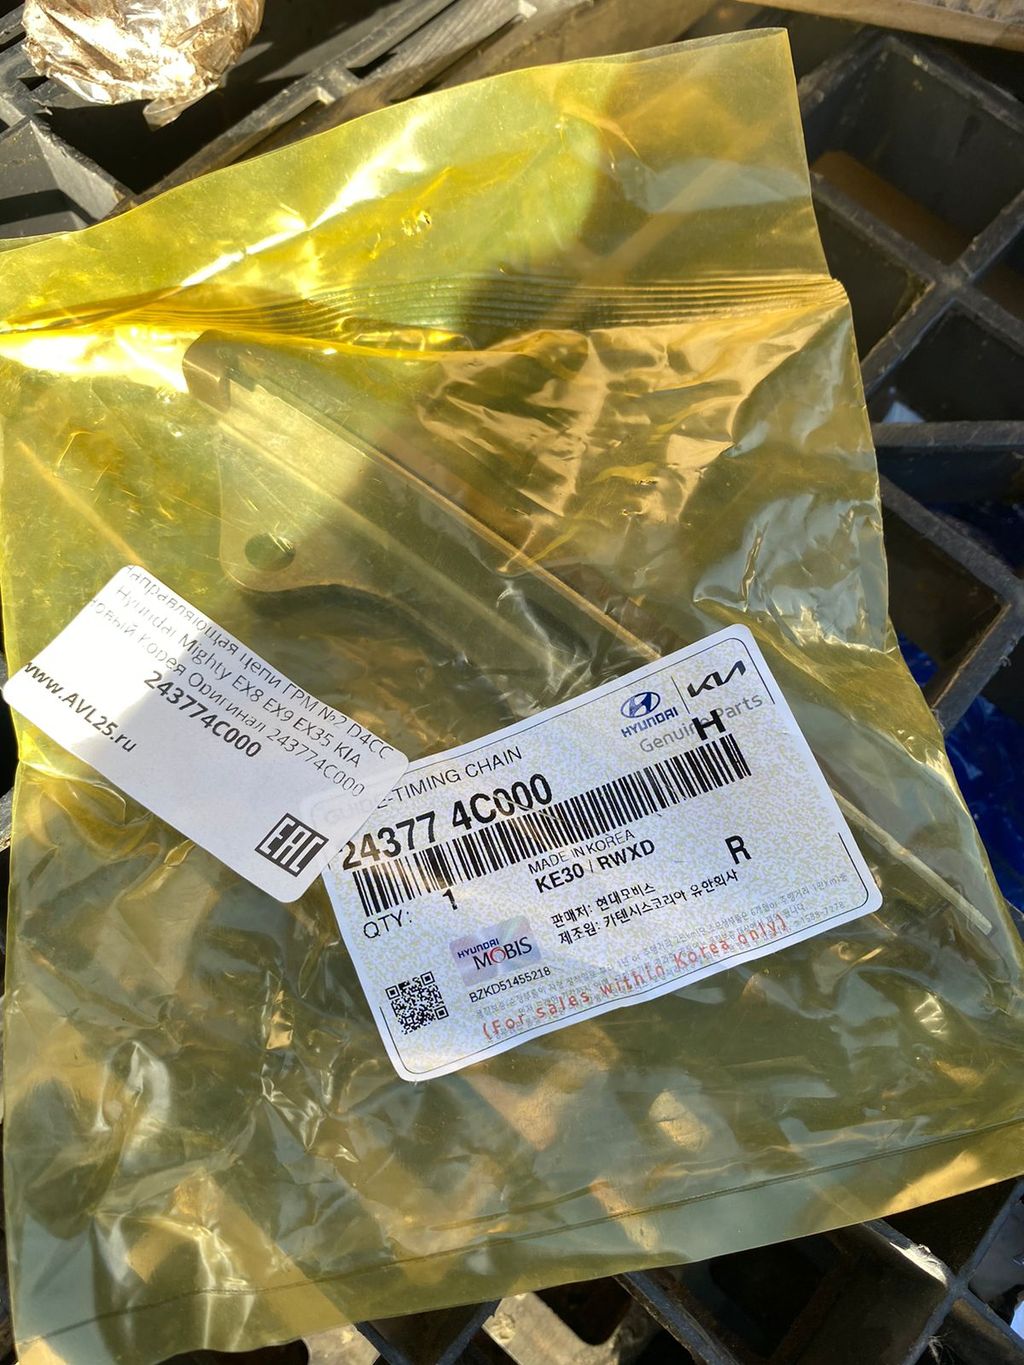 Направляющая цепи ГРМ №2 D4CC
Hyundai Mighty EX8 EX9 EX35 KIA
новый Корея Оригинал 243774C000
243774C000
www.AVL25.ru
EAC
HYUNDAI
KIA
Genuine Parts
H
E-TIMING CHAIN
24377 4C000
MADE IN KOREA
KE30 / RWXD
R
QTY: 1
판매처: 현대모비스
제조원: 카텐시스코리아 유한회사
HYUNDAI
MOBIS
BZKD51455218
(For sales within Korea only)